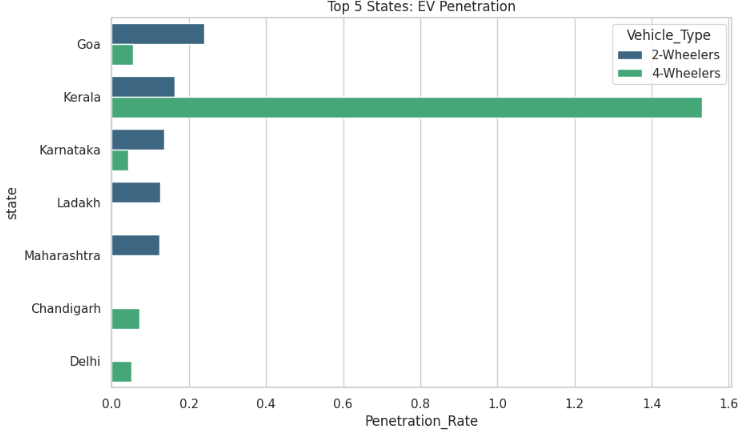 Top 5 States: EV Penetration
Vehicle_Type
2-Wheelers
4-Wheelers
state
Goa
Kerala
Karnataka
Ladakh
Maharashtra
Chandigarh
Delhi
0.0 0.2 0.4 0.6 0.8 1.0 1.2 1.4 1.6
Penetration_Rate